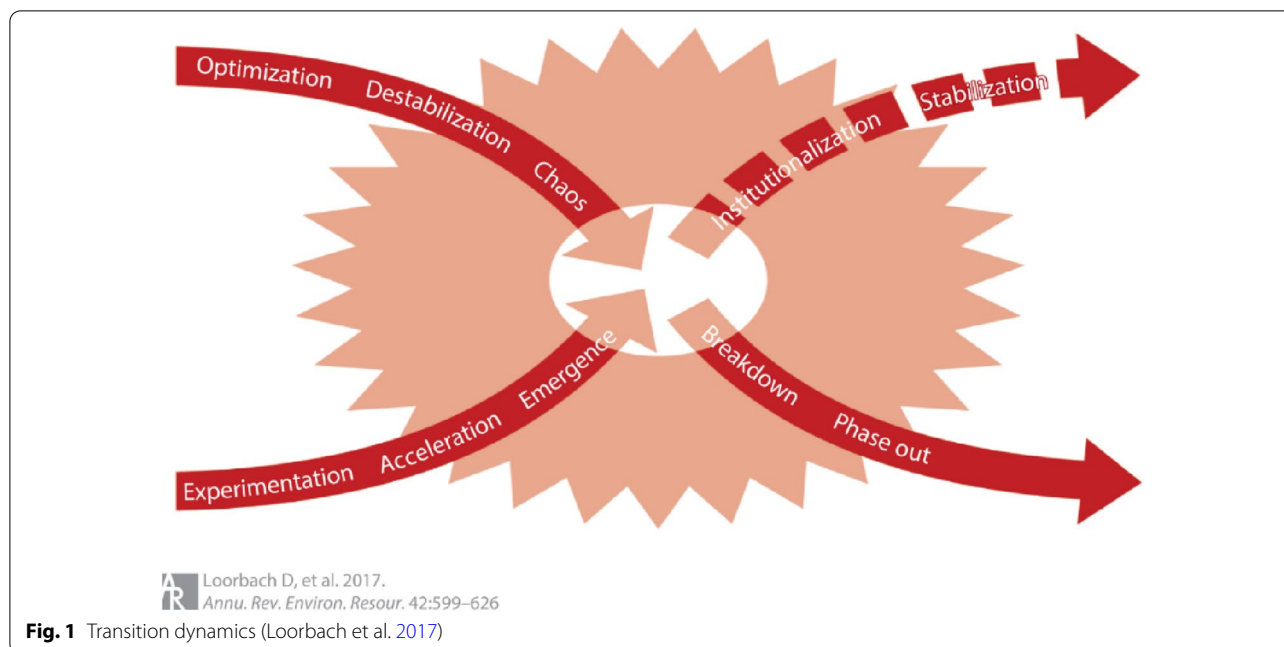 Optimization Destabilization Chaos
Institutionalization Stabilization
Experimentation Acceleration Emergence
Breakdown Phase out
AR Loorbach D, et al. 2017.
Annu. Rev. Environ. Resour. 42:599–626
Fig. 1 Transition dynamics (Loorbach et al. 2017)